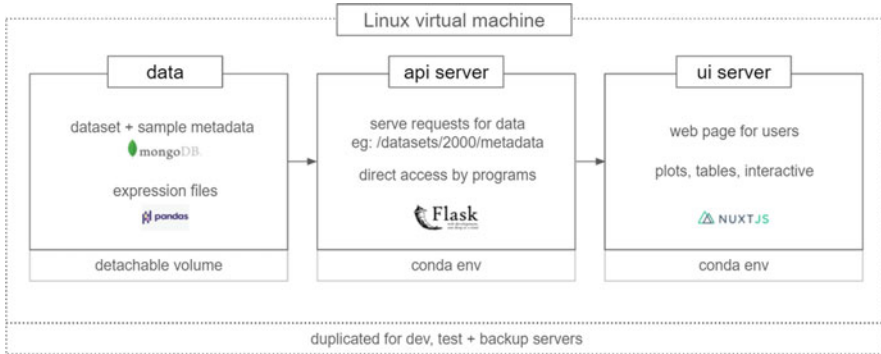 Linux virtual machine
data
dataset + sample metadata
mongoDB.
expression files
pandas
detachable volume
api server
serve requests for data
eg: /datasets/2000/metadata
direct access by programs
Flask
conda env
ui server
web page for users
plots, tables, interactive
NUXTJS
conda env
duplicated for dev, test + backup servers